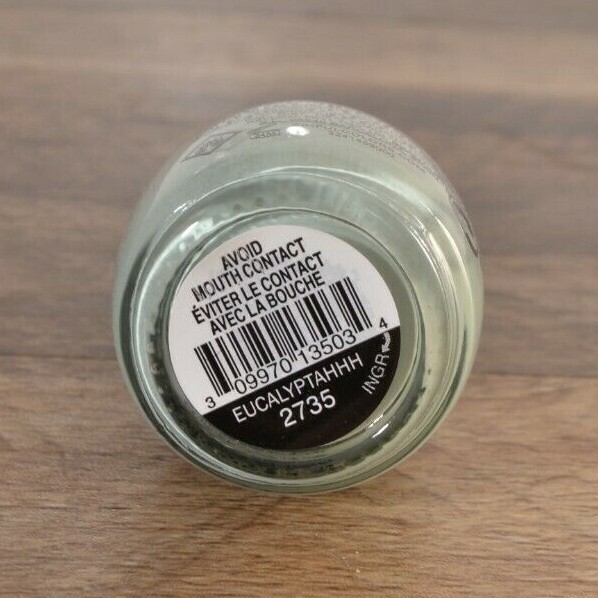 AVOID
MOUTH CONTACT
ÉVITER LE CONTACT
AVEC LA BOUCHE
3 09970 13503 4
EUCALYPTAHHH
2735
INGR